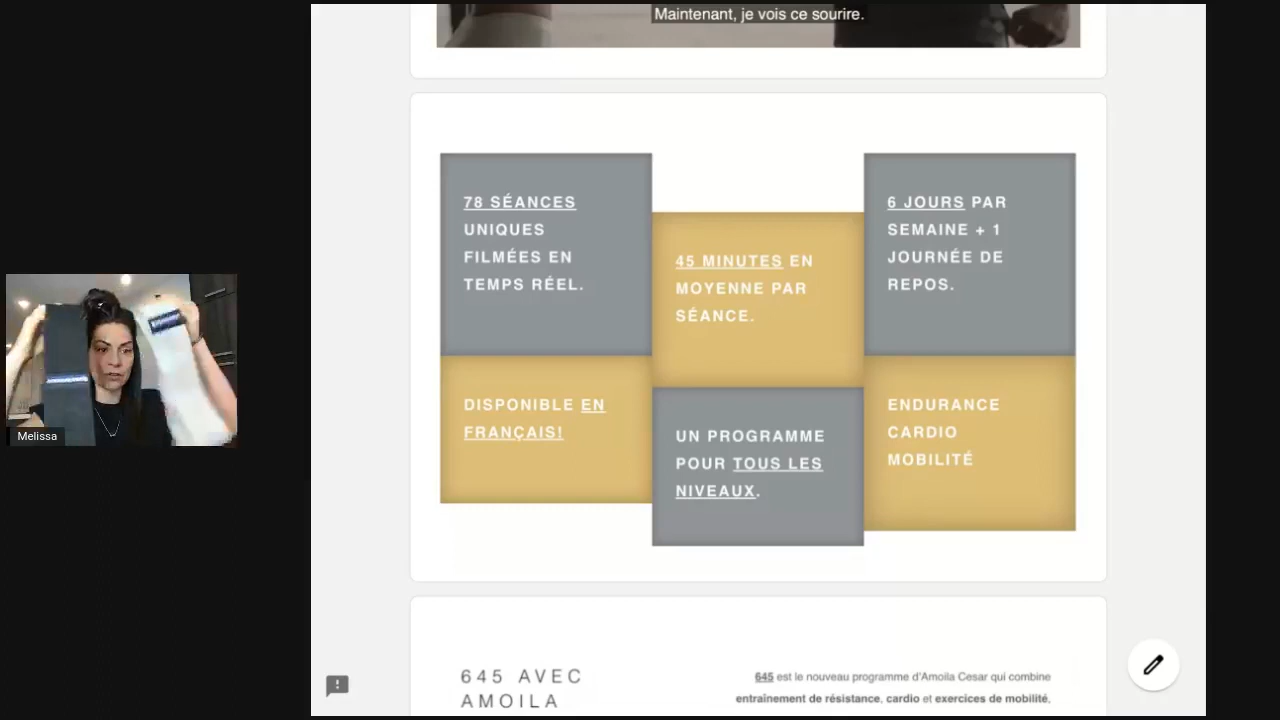 Maintenant, je vois ce sourire.
78 SÉANCES
UNIQUES
FILMÉES EN
TEMPS RÉEL.
45 MINUTES EN
MOYENNE PAR
SÉANCE.
6 JOURS PAR
SEMAINE + 1
JOURNÉE DE
REPOS.
DISPONIBLE EN
FRANÇAIS!
UN PROGRAMME
POUR TOUS LES
NIVEAUX.
ENDURANCE
CARDIO
MOBILITÉ
Melissa
645 AVEC
AMOILA
645 est le nouveau programme d'Amoila Cesar qui combine
entraînement de résistance, cardio et exercices de mobilité,